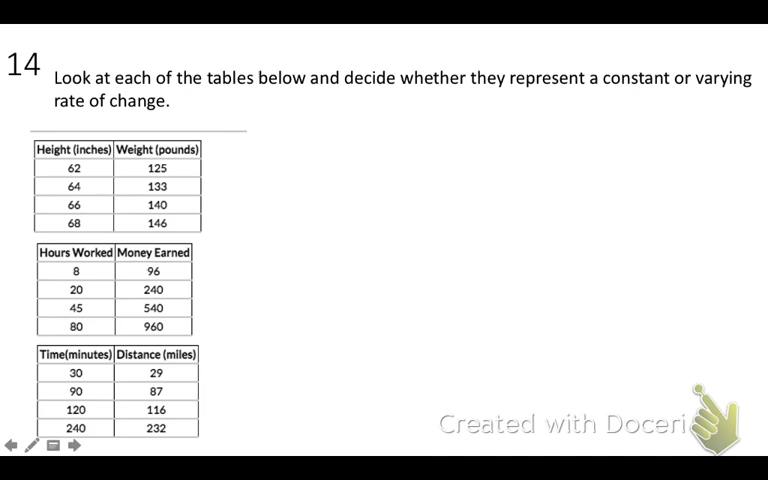 14
Look at each of the tables below and decide whether they represent a constant or varying
rate of change.
Height (inches) Weight (pounds)
62 125
64 133
66 140
68 146
Hours Worked Money Earned
8 96
20 240
45 540
80 960
Time(minutes) Distance (miles)
30 29
90 87
120 116
240 232
Created with Doceri